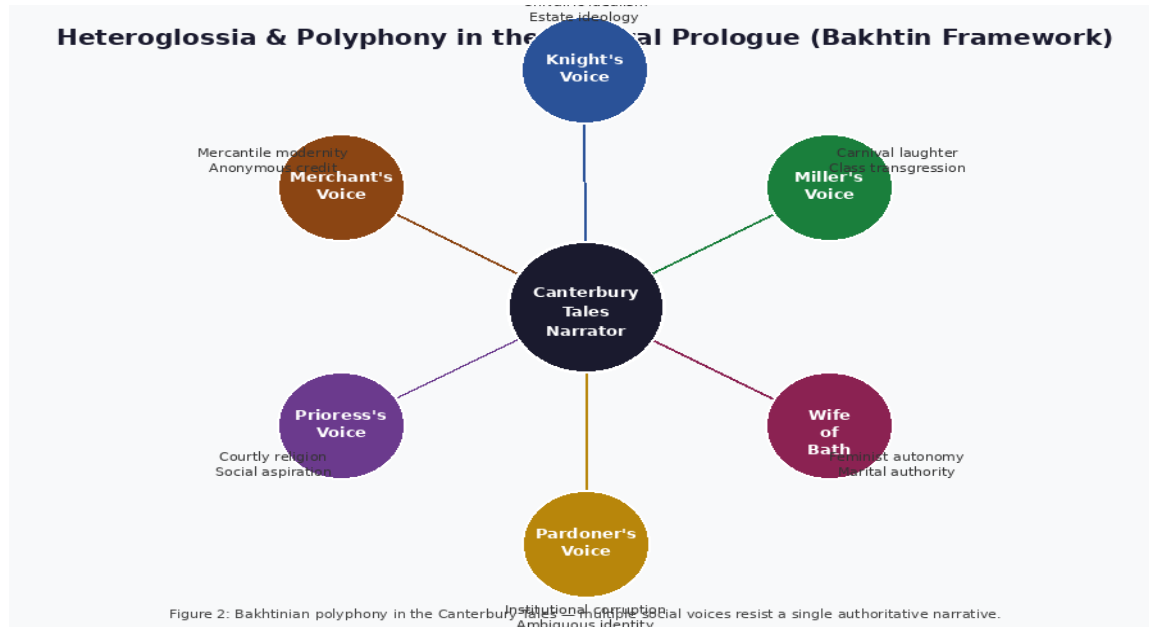 Estate ideology
Heteroglossia & Polyphony in the al Prologue (Bakhtin Framework)
Knight's
Voice
Mercantile modernity
Anonymous credit
Merchant's
Voice
Carnival laughter
Class transgression
Miller's
Voice
Canterbury
Tales
Narrator
Prioress's
Voice
Courtly religion
Social aspiration
Wife
of
Bath
Feminist autonomy
Marital authority
Pardoner's
Voice
Institutional corruption
Ambiguous identity
Figure 2: Bakhtinian polyphony in the Canterbury Tales — multiple social voices resist a single authoritative narrative.